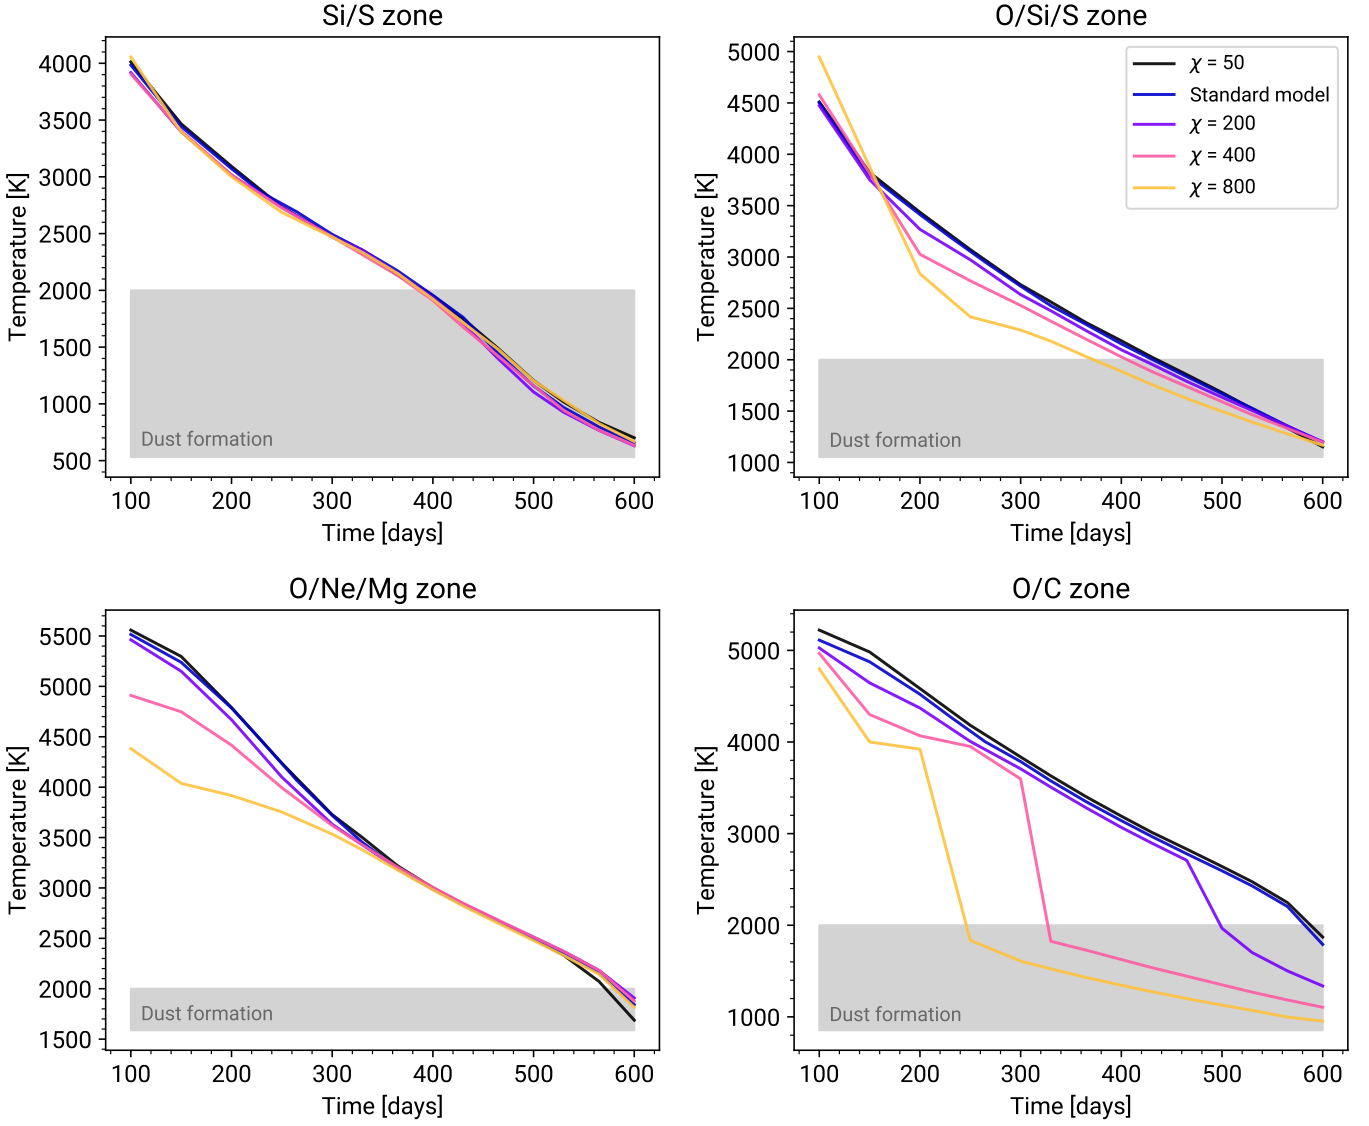 Si/S zone
Temperature [K]
4000
3500
3000
2500
2000
1500
1000
500
Dust formation
100 200 300 400 500 600
Time [days]
O/Si/S zone
Temperature [K]
5000
4500
4000
3500
3000
2500
2000
1500
1000
χ = 50
Standard model
χ = 200
χ = 400
χ = 800
Dust formation
100 200 300 400 500 600
Time [days]
O/Ne/Mg zone
Temperature [K]
5500
5000
4500
4000
3500
3000
2500
2000
1500
Dust formation
100 200 300 400 500 600
Time [days]
O/C zone
Temperature [K]
5000
4000
3000
2000
1000
Dust formation
100 200 300 400 500 600
Time [days]